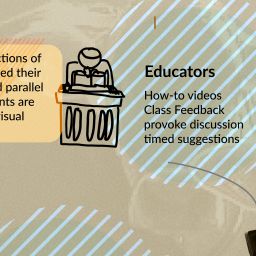 ctions of
ed their
d parallel
nts are
isual
Educators
How-to videos
Class Feedback
provoke discussion
timed suggestions